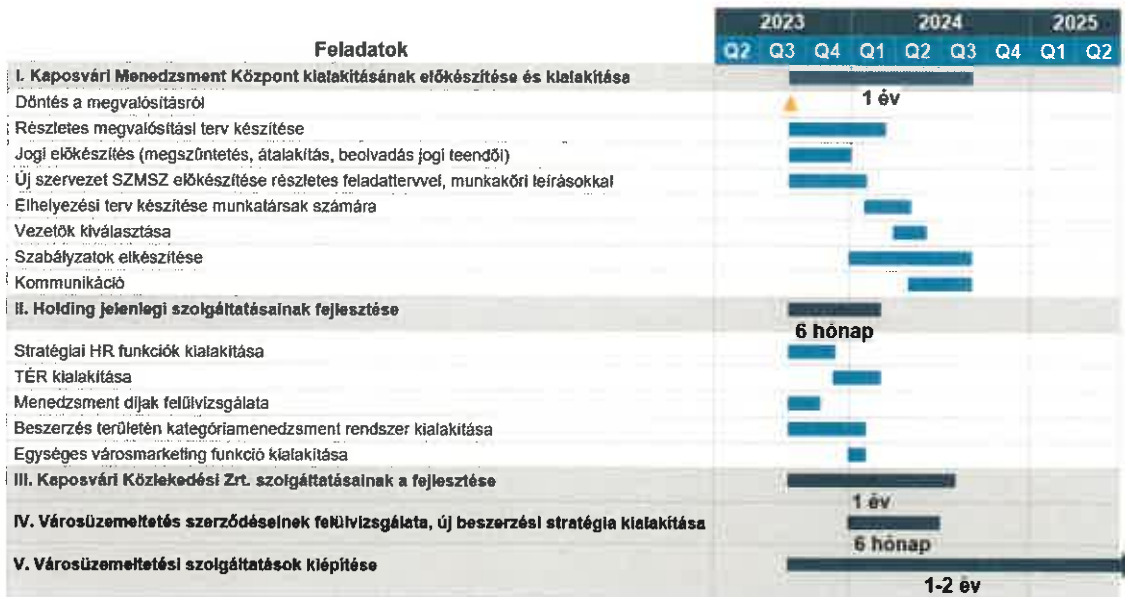 2023 2024 2025
Feladatok Q2 Q3 Q4 Q1 Q2 Q3 Q4 Q1 Q2
I. Kaposvári Menedzsment Központ kialakításának előkészítése és kialakítása
1 év
Döntés a megvalósításról
Részletes megvalósítási terv készítése
Jogi előkészítés (megszűntetés, átalakítás, beolvadás jogi teendői)
Új szervezet SZMSZ előkészítése részletes feladattervvel, munkaköri leírásokkal
Elhelyezési terv készítése munkatársak számára
Vezetők kiválasztása
Szabályzatok elkészítése
Kommunikáció
II. Holding jelenlegi szolgáltatásainak fejlesztése
6 hónap
Stratégiai HR funkciók kialakítása
TÉR kialakítása
Menedzsment díjak felülvizsgálata
Beszerzés területén kategóriamenedzsment rendszer kialakítása
Egységes városmarketing funkció kialakítása
III. Kaposvári Közlekedési Zrt. szolgáltatásainak a fejlesztése
1 év
IV. Városüzemeltetés szerződéseinek felülvizsgálata, új beszerzési stratégia kialakítása
6 hónap
V. Városüzemeltetési szolgáltatások kiépítése
1-2 év